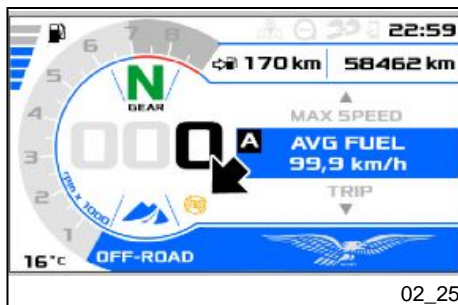 22:59
170 km 58462 km
8
7
6
5
4
3
2
1
rpm x 1000
N
GEAR
000
A
MAX SPEED
AVG FUEL
99,9 km/h
TRIP
16°C
OFF-ROAD
02_25